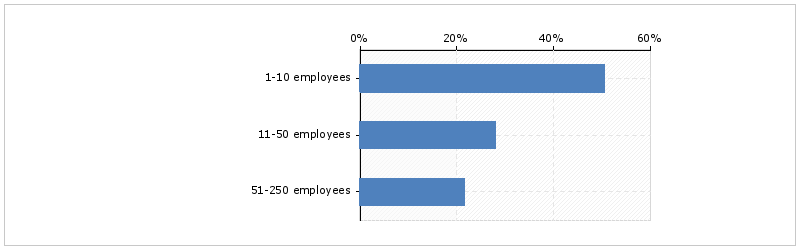 0% 20% 40% 60%
1-10 employees
11-50 employees
51-250 employees